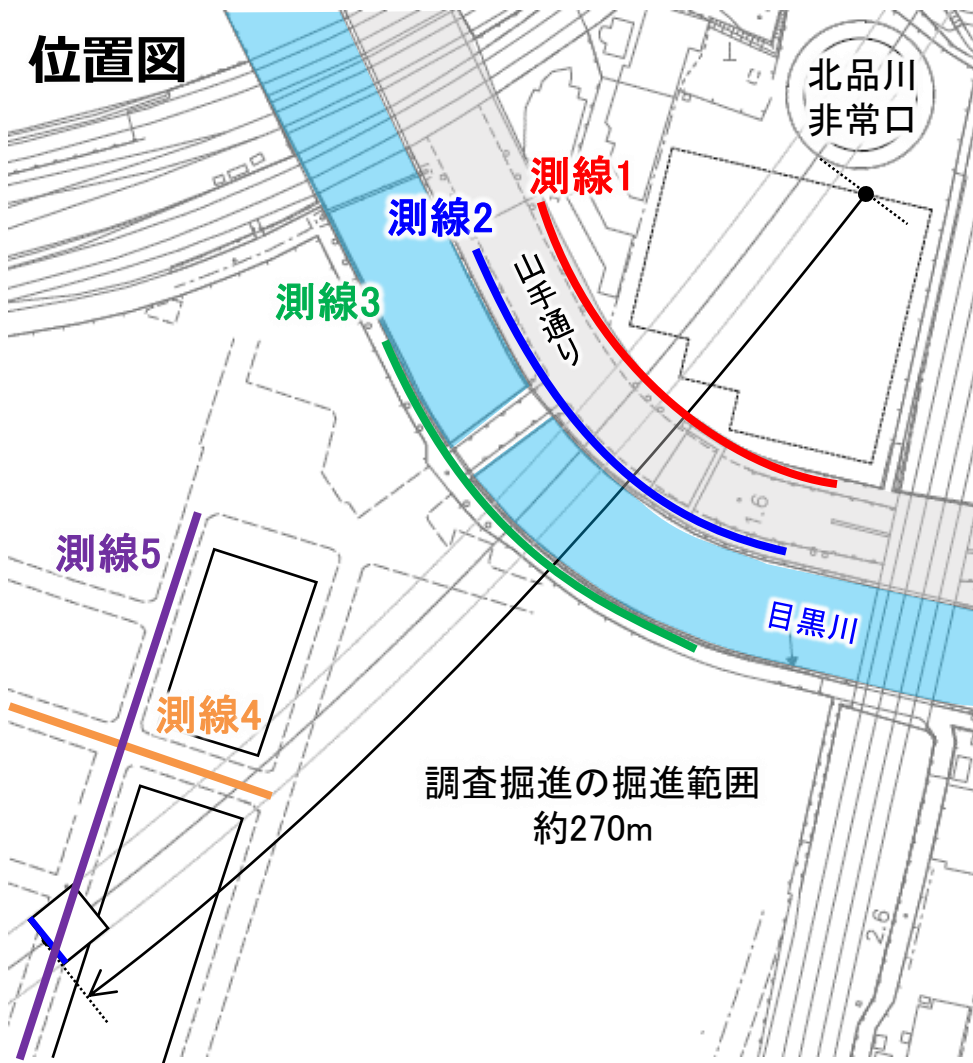 位置図
北品川
非常口
測線1
測線2
山手通り
測線3
1.6
測線5
目黒川
測線4
調査掘進の掘進範囲
約270m
2.6